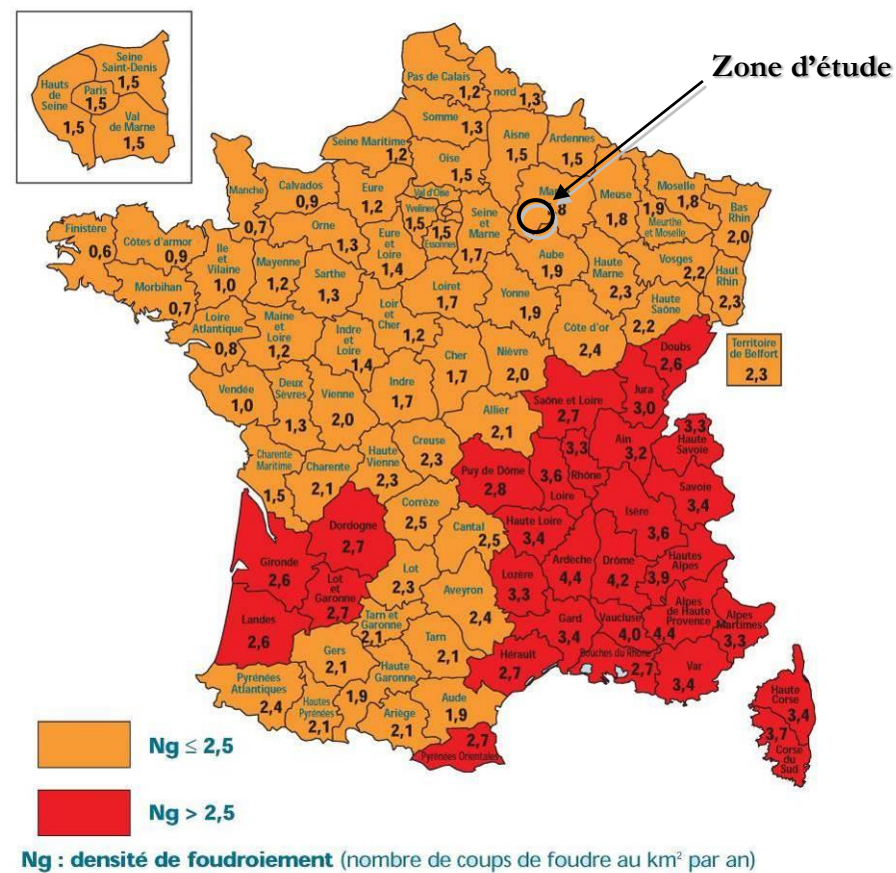 Zone d'étude
Seine
Saint-Denis
1,5
Hauts
de
Seine
1,5
Paris
1,5
Val
de Marne
1,5
Pas de Calais
1,2
nord
1,3
Somme
1,3
Seine Maritime
1,2
Oise
1,5
Aisne
1,5
Ardennes
1,5
Manche
0,7
Calvados
0,9
Eure
1,2
Val d'Oise
Yvelines
1,5
1,5
Essonnes
Seine
et
Marne
1,7
Meuse
1,8
Moselle
1,8
1,9
Meurthe
et Moselle
Bas
Rhin
2,0
Finistère
0,6
Côtes d'armor
0,9
Ile
et
Vilaine
1,0
Orne
1,3
Mayenne
1,2
Sarthe
1,3
Eure
et
Loire
1,4
Aube
1,9
Haute
Marne
2,3
Vosges
2,2
Haut
Rhin
2,3
Morbihan
0,7
Loire
Atlantique
0,8
Maine
et
Loire
1,2
Indre
et
Loire
1,4
Loir
et
Cher
1,2
Loiret
1,7
Yonne
1,9
Côte d'or
2,4
Haute
Saône
2,2
Territoire
de Belfort
2,3
Vendée
1,0
Deux
Sèvres
1,3
Vienne
2,0
Indre
1,7
Cher
1,7
Nièvre
2,0
Doubs
2,6
Jura
3,0
Saône et Loire
2,7
Allier
2,1
Charente
Maritime
1,5
Charente
2,1
Haute
Vienne
2,3
Creuse
2,3
Puy de Dôme
2,8
3,6
Loire
3,3
Rhône
Ain
3,2
3,3
Haute
Savoie
Savoie
3,4
Isère
3,6
Gironde
2,6
Dordogne
2,7
Corrèze
2,5
Cantal
2,5
Haute Loire
3,4
Ardèche
4,4
Drôme
4,2
Hautes
Alpes
3,9
Landes
2,6
Lot
et
Garonne
2,7
Lot
2,3
Aveyron
2,4
Lozère
3,3
Gard
3,4
Vaucluse
4,0
Alpes
de Haute
Provence
4,4
Alpes
Martimes
3,3
Tarn et
Garonne
2,1
Gers
2,1
Tarn
2,1
Hérault
2,7
Bouches du Rhône
2,7
Var
3,4
Pyrénées
Atlantiques
2,4
Hautes
Pyrénées
2,1
Haute
Garonne
1,9
Ariège
2,1
Aude
1,9
2,7
Pyrénées Orientales
Haute
Corse
3,4
3,7
Corse
du
Sud
Ng ≤ 2,5
Ng > 2,5
Ng : densité de foudroiement (nombre de coups de foudre au km² par an)